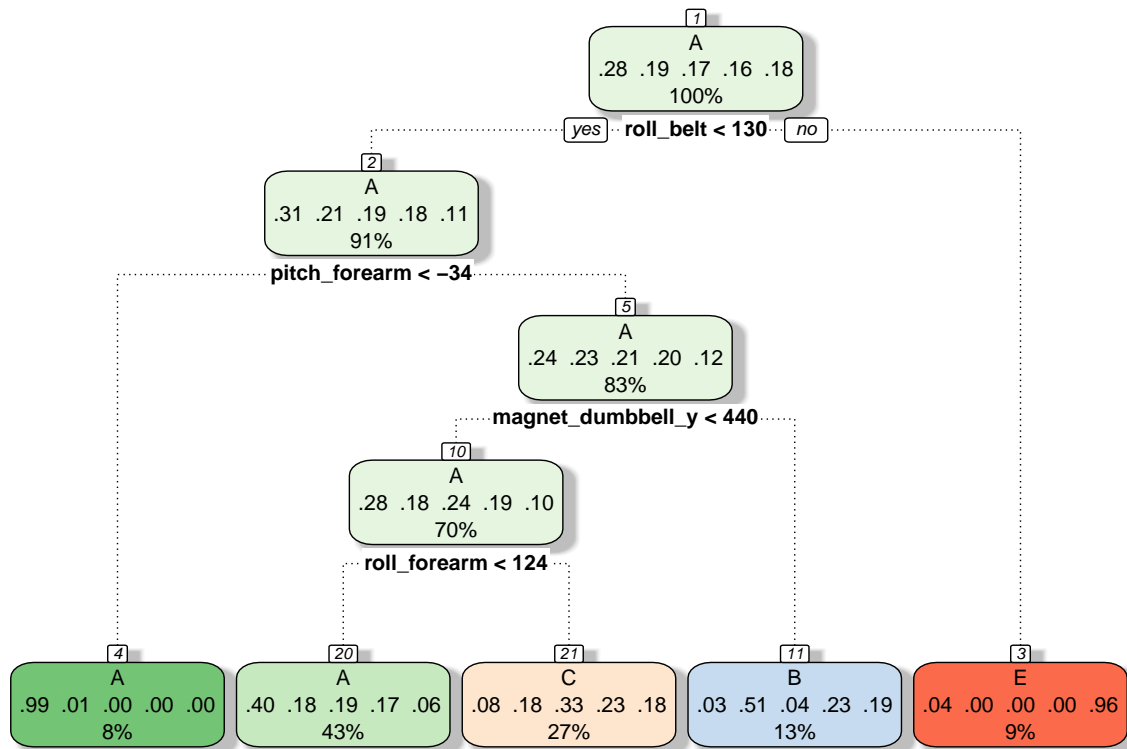 1
A
.28 .19 .17 .16 .18
100%
yes roll_belt < 130 no
2
A
.31 .21 .19 .18 .11
91%
pitch_forearm < −34
5
A
.24 .23 .21 .20 .12
83%
magnet_dumbbell_y < 440
10
A
.28 .18 .24 .19 .10
70%
roll_forearm < 124
4
A
.99 .01 .00 .00 .00
8%
20
A
.40 .18 .19 .17 .06
43%
21
C
.08 .18 .33 .23 .18
27%
11
B
.03 .51 .04 .23 .19
13%
3
E
.04 .00 .00 .00 .96
9%